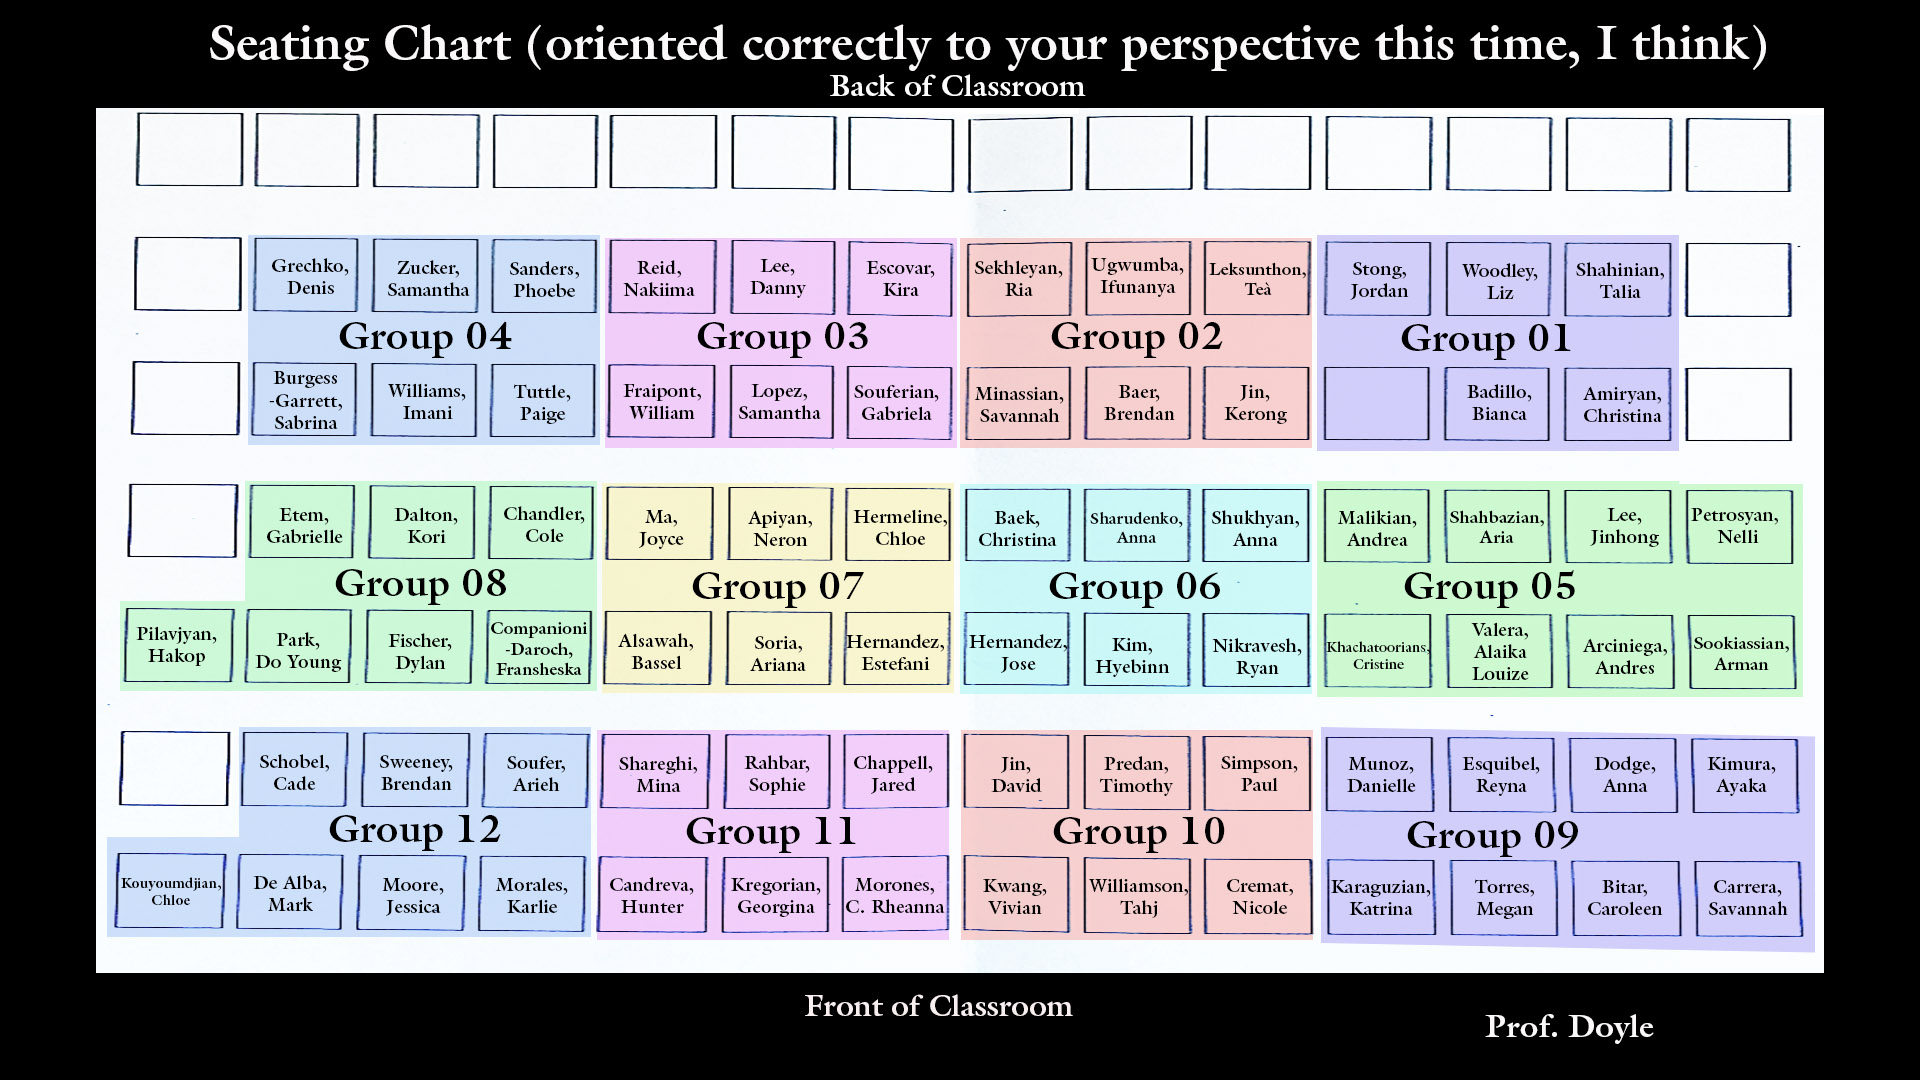 Seating Chart (oriented correctly to your perspective this time, I think)
Back of Classroom
Grechko,
Denis
Zucker,
Samantha
Sanders,
Phoebe
Reid,
Nakiima
Lee,
Danny
Escovar,
Kira
Sekhleyan,
Ria
Ugwumba,
Ifunanya
Leksunthon,
Teà
Stong,
Jordan
Woodley,
Liz
Shahinian,
Talia
Group 04
Group 03
Group 02
Group 01
Burgess
-Garrett,
Sabrina
Williams,
Imani
Tuttle,
Paige
Fraipont,
William
Lopez,
Samantha
Souferian,
Gabriela
Minassian,
Savannah
Baer,
Brendan
Jin,
Kerong
Badillo,
Bianca
Amiryan,
Christina
Etem,
Gabrielle
Dalton,
Kori
Chandler,
Cole
Ma,
Joyce
Apiyan,
Neron
Hermeline,
Chloe
Baek,
Christina
Sharudenko,
Anna
Shukhyan,
Anna
Malikian,
Andrea
Shahbazian,
Aria
Lee,
Jinhong
Petrosyan,
Nelli
Group 08
Group 07
Group 06
Group 05
Pilavjyan,
Hakop
Park,
Do Young
Fischer,
Dylan
Companioni
-Daroch,
Fransheska
Alsawah,
Bassel
Soria,
Ariana
Hernandez,
Estefani
Hernandez,
Jose
Kim,
Hyebinn
Nikravesh,
Ryan
Khachatoorians,
Cristine
Valera,
Alaika
Louize
Arciniega,
Andres
Sookiassian,
Arman
Schobel,
Cade
Sweeney,
Brendan
Soufer,
Arieh
Shareghi,
Mina
Rahbar,
Sophie
Chappell,
Jared
Jin,
David
Predan,
Timothy
Simpson,
Paul
Munoz,
Danielle
Esquibel,
Reyna
Dodge,
Anna
Kimura,
Ayaka
Group 12
Group 11
Group 10
Group 09
Kouyoumdjian,
Chloe
De Alba,
Mark
Moore,
Jessica
Morales,
Karlie
Candreva,
Hunter
Kregorian,
Georgina
Morones,
C. Rheanna
Kwang,
Vivian
Williamson,
Tahj
Cremat,
Nicole
Karaguzian,
Katrina
Torres,
Megan
Bitar,
Caroleen
Carrera,
Savannah
Front of Classroom
Prof. Doyle